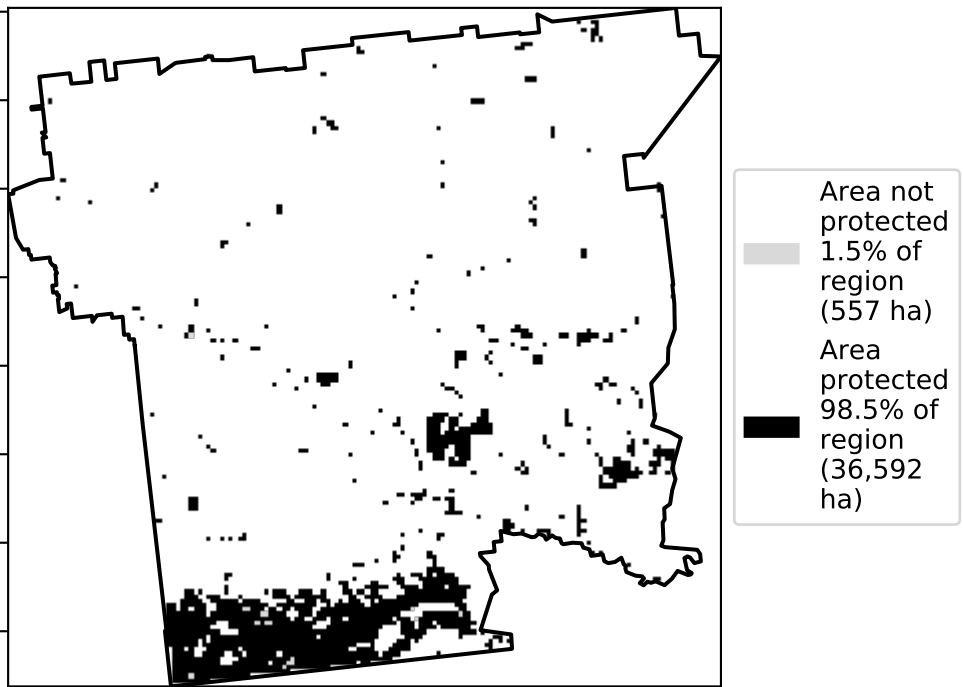 Area not
protected
1.5% of
region
(557 ha)
Area
protected
98.5% of
region
(36,592
ha)